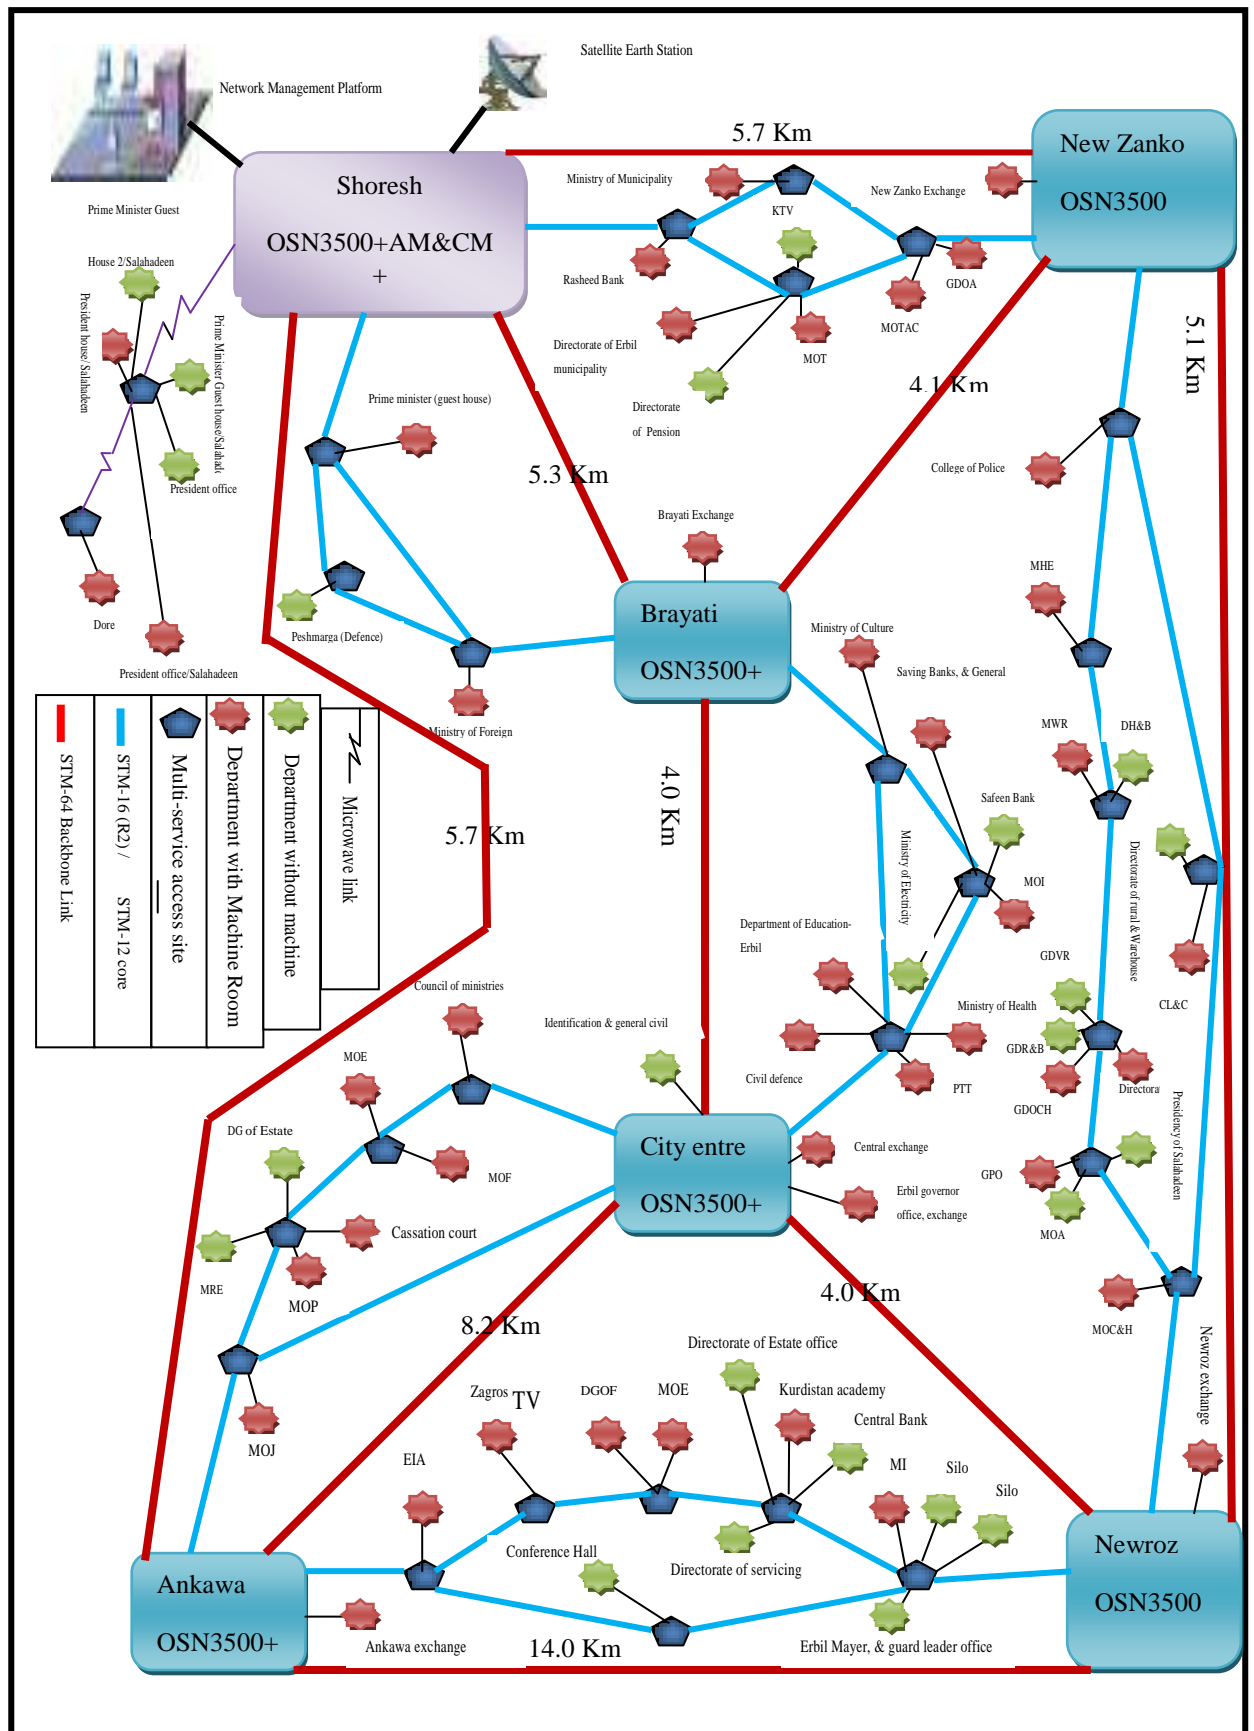 Satellite Earth Station
Network Management Platform
5.7 Km
New Zanko
OSN3500
Shoresh
OSN3500+AM&CM
+
Ministry of Municipality
KTV
New Zanko Exchange
Rasheed Bank
GDOA
MOTAC
MOT
Directorate of Erbil
municipality
Directorate
of Pension
Prime Minister Guest
House 2/Salahadeen
President house/ Salahadeen
Prime Minister Guest house/Salahade
President office
Dore
President office/Salahadeen
Prime minister (guest house)
Peshmarga (Defence)
Ministry of Foreign
5.3 Km
4.1 Km
5.1 Km
College of Police
Brayati Exchange
Brayati
OSN3500+
MHE
Ministry of Culture
Saving Banks, & General
MWR
DH&B
Safeen Bank
MOI
Ministry of Electricity
Directorate of rural & Warehouse
Department of Education-
Erbil
GDVR
CL&C
Ministry of Health
GDR&B
Civil defence
PTT
GDOCH
Directorat
Presidency of Salahadeen
GPO
MOA
MOC&H
Newroz exchange
STM-64 Backbone Link
STM-16 (R2) / STM-12 core
Multi-service access site
Department with Machine Room
Department without machine
Microwave link
5.7 Km
4.0 Km
Council of ministries
Identification & general civil
MOE
MOF
DG of Estate
Cassation court
MRE
MOP
MOJ
City entre
OSN3500+
Central exchange
Erbil governor
office, exchange
8.2 Km
4.0 Km
Directorate of Estate office
Zagros TV
DGOF
MOE
Kurdistan academy
Central Bank
EIA
MI
Silo
Silo
Conference Hall
Directorate of servicing
Erbil Mayer, & guard leader office
Ankawa
OSN3500+
Ankawa exchange
14.0 Km
Newroz
OSN3500